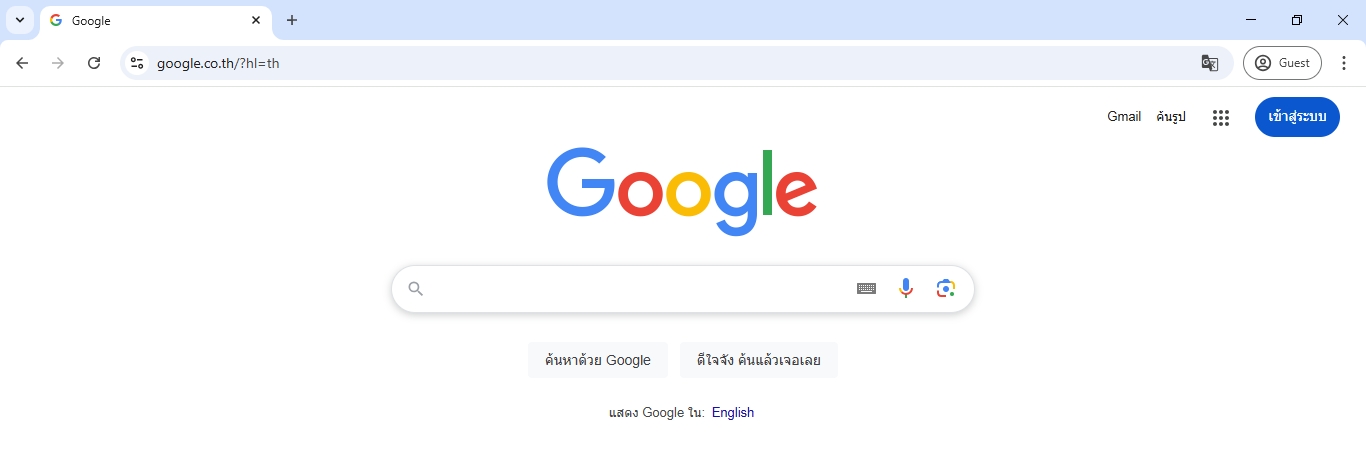 Google
google.co.th/?hl=th
Guest
Gmail ค้นรูป เข้าสู่ระบบ
Google
ค้นหาด้วย Google ดีใจจัง ค้นแล้วเจอเลย
แสดง Google ใน: English